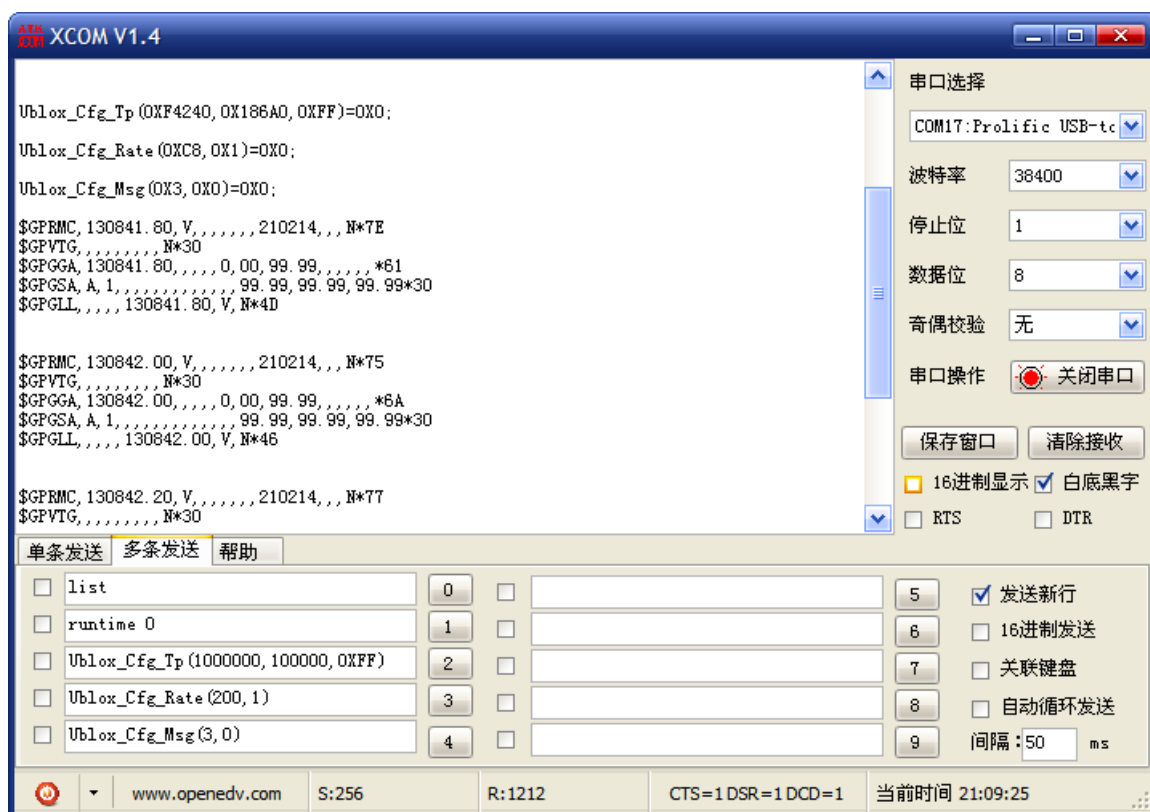 XCOM V1.4
Ublox_Cfg_Tp(0XF4240,0X186A0,0XFF)=0X0;
Ublox_Cfg_Rate(0XC8,0X1)=0X0;
Ublox_Cfg_Msg(0X3,0X0)=0X0;
$GPRMC,130841.80,V,,,,,,,210214,,,N*7E
$GPVTG,,,,,,,,,N*30
$GPGGA,130841.80,,,,,0,00,99.99,,,,,,*61
$GPGSA,A,1,,,,,,,,,,,,,99.99,99.99,99.99*30
$GPGLL,,,,,130841.80,V,N*4D
$GPRMC,130842.00,V,,,,,,,210214,,,N*75
$GPVTG,,,,,,,,,N*30
$GPGGA,130842.00,,,,,0,00,99.99,,,,,,*6A
$GPGSA,A,1,,,,,,,,,,,,,99.99,99.99,99.99*30
$GPGLL,,,,,130842.00,V,N*46
$GPRMC,130842.20,V,,,,,,,210214,,,N*77
$GPVTG,,,,,,,,,N*30
串口选择
COM17:Prolific USB-to
波特率 38400
停止位 1
数据位 8
奇偶校验 无
串口操作 关闭串口
保存窗口 清除接收
16进制显示 白底黑字
RTS DTR
单条发送 多条发送 帮助
list 0 5 发送新行
runtime 0 1 6 16进制发送
Ublox_Cfg_Tp(1000000,100000,0XFF) 2 7 关联键盘
Ublox_Cfg_Rate(200,1) 3 8 自动循环发送
Ublox_Cfg_Msg(3,0) 4 9 间隔:50 ms
www.openedv.com S:256 R:1212 CTS=1 DSR=1 DCD=1 当前时间 21:09:25